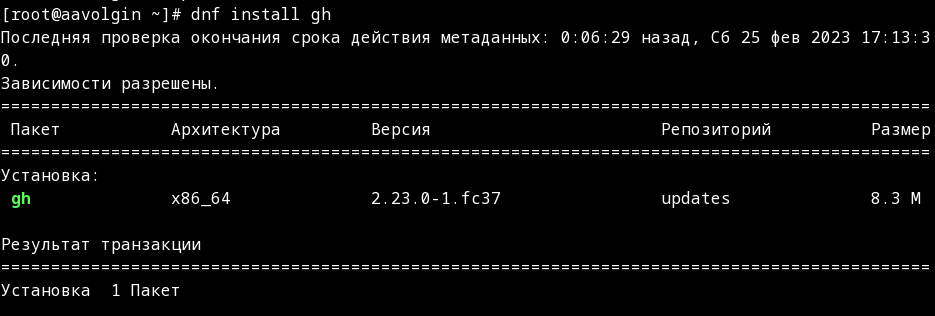 [root@aavolgin ~]# dnf install gh
Последняя проверка окончания срока действия метаданных: 0:06:29 назад, Сб 25 фев 2023 17:13:3
0.
Зависимости разрешены.
============================================================================================
Пакет Архитектура Версия Репозиторий Размер
============================================================================================
Установка:
gh x86_64 2.23.0-1.fc37 updates 8.3 M
Результат транзакции
============================================================================================
Установка  1 Пакет